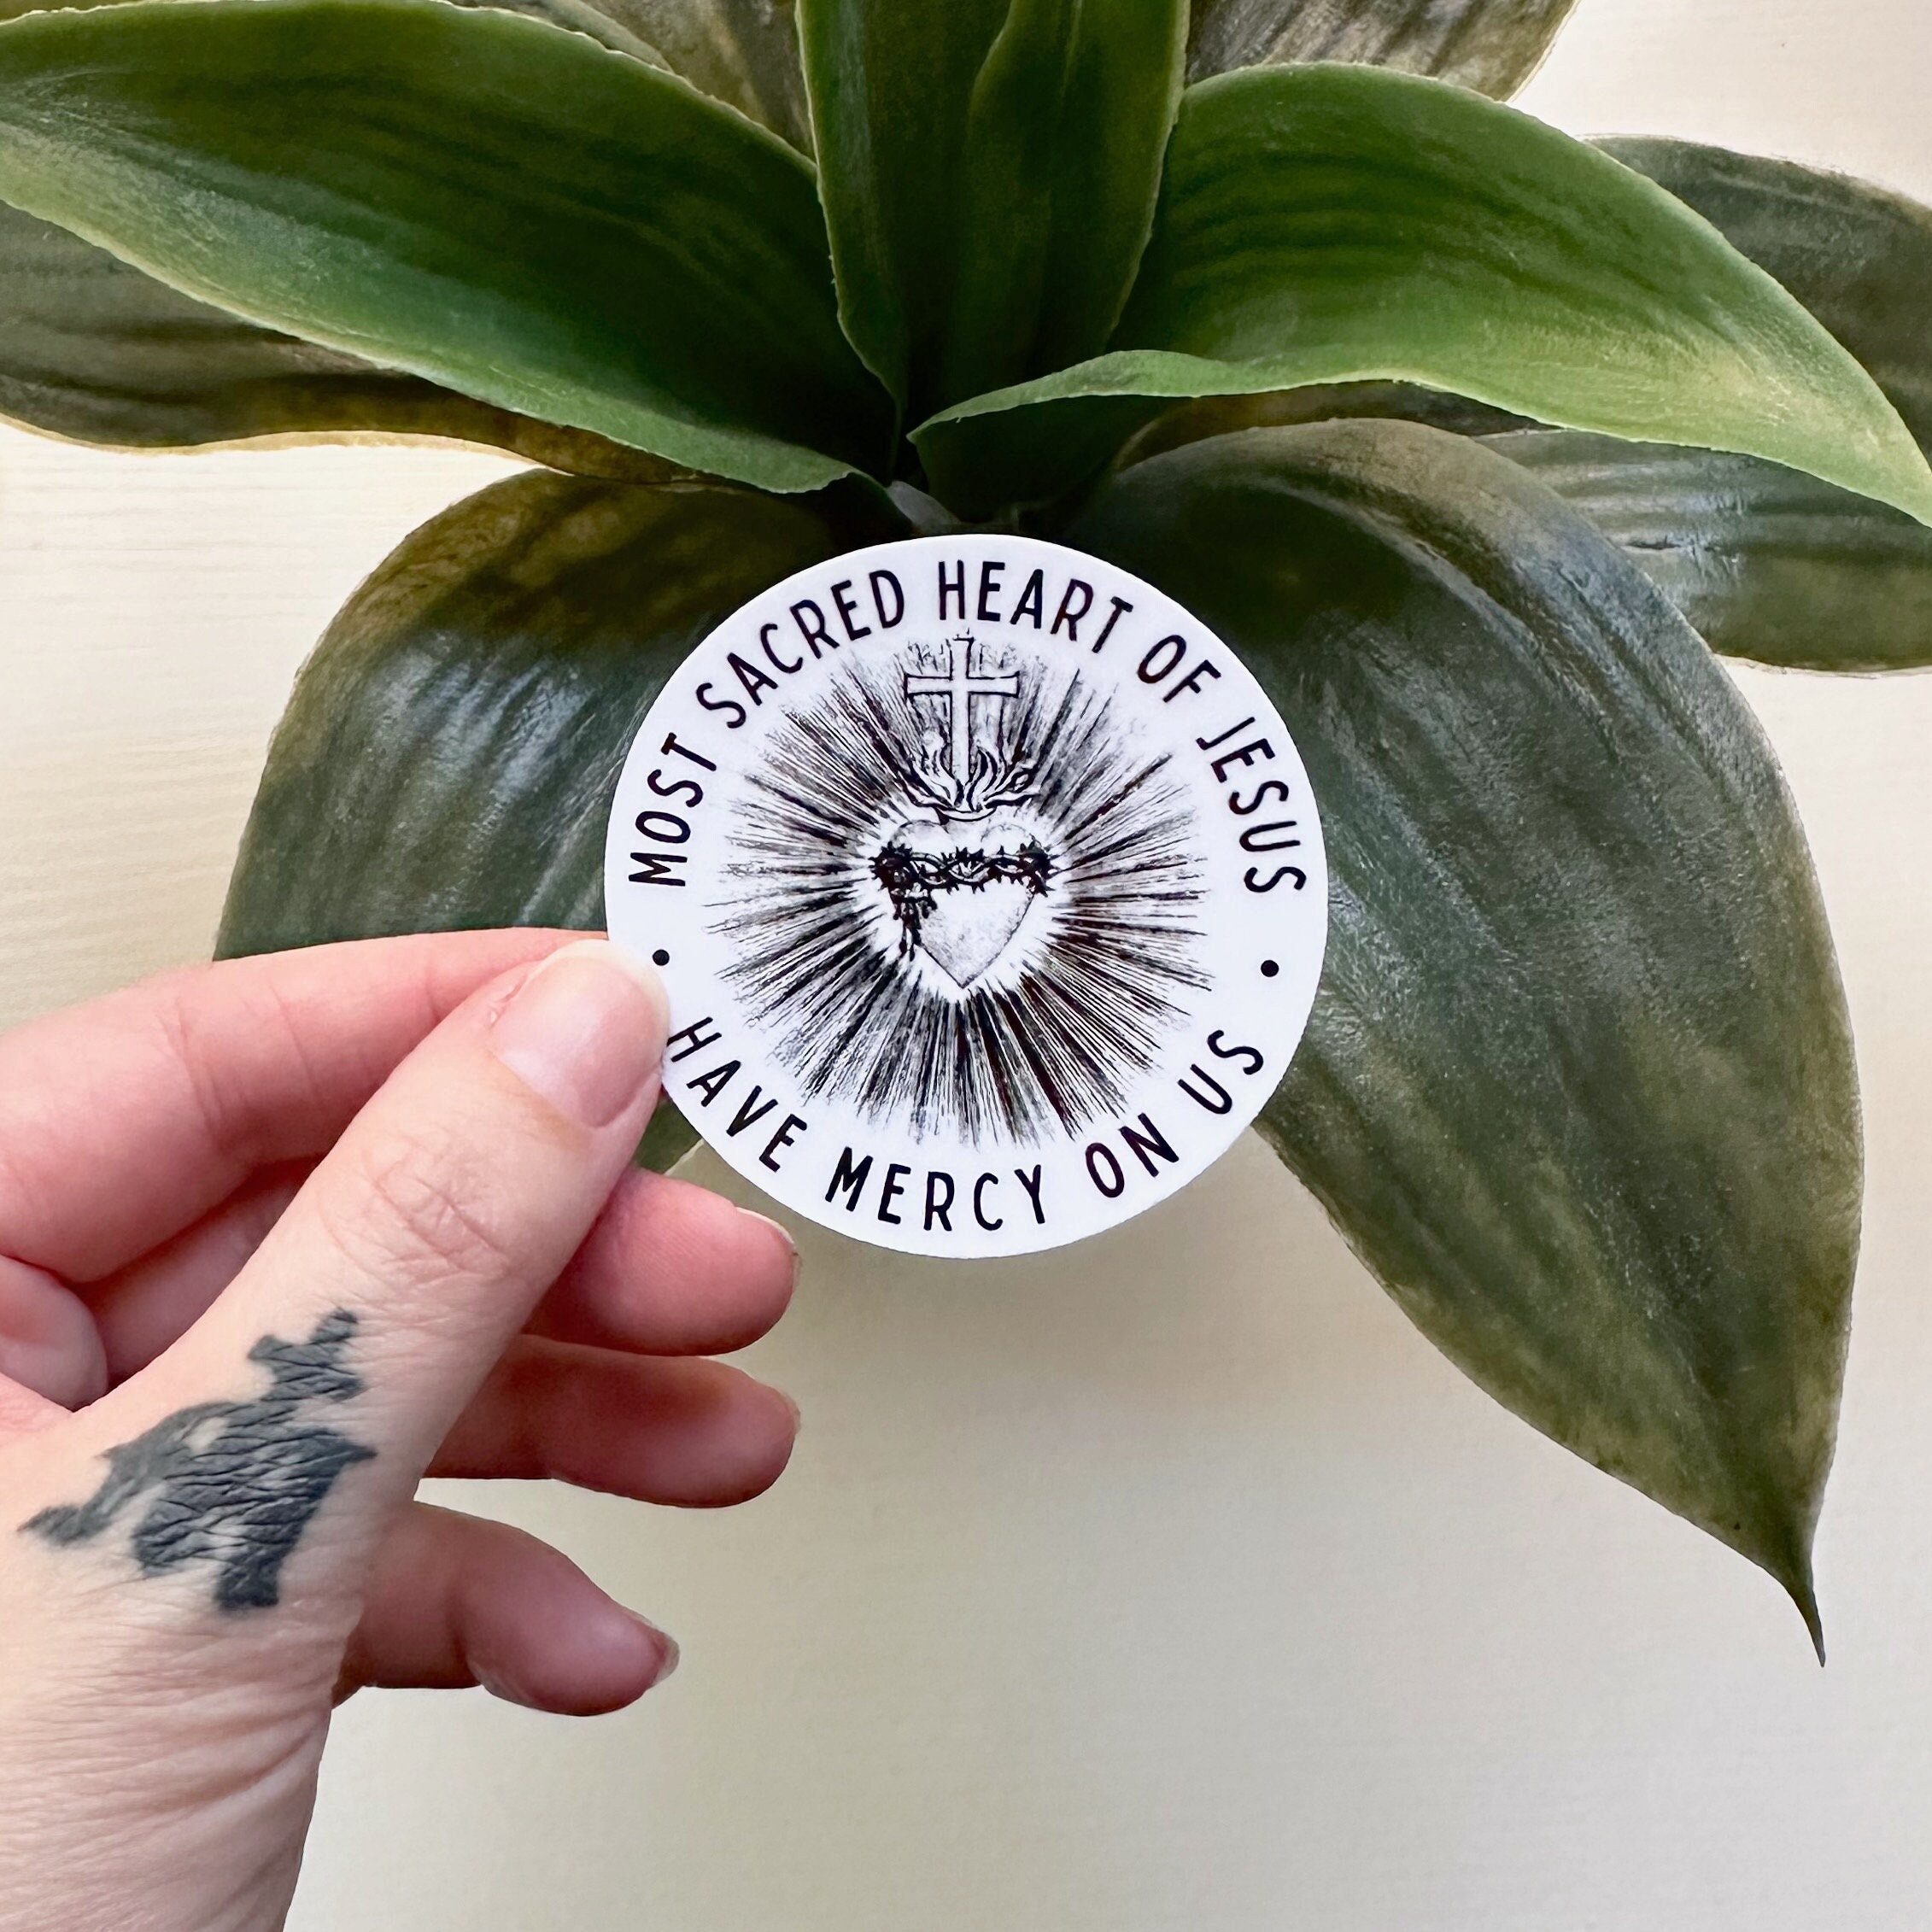 MOST SACRED HEART OF JESUS
• HAVE MERCY ON US •